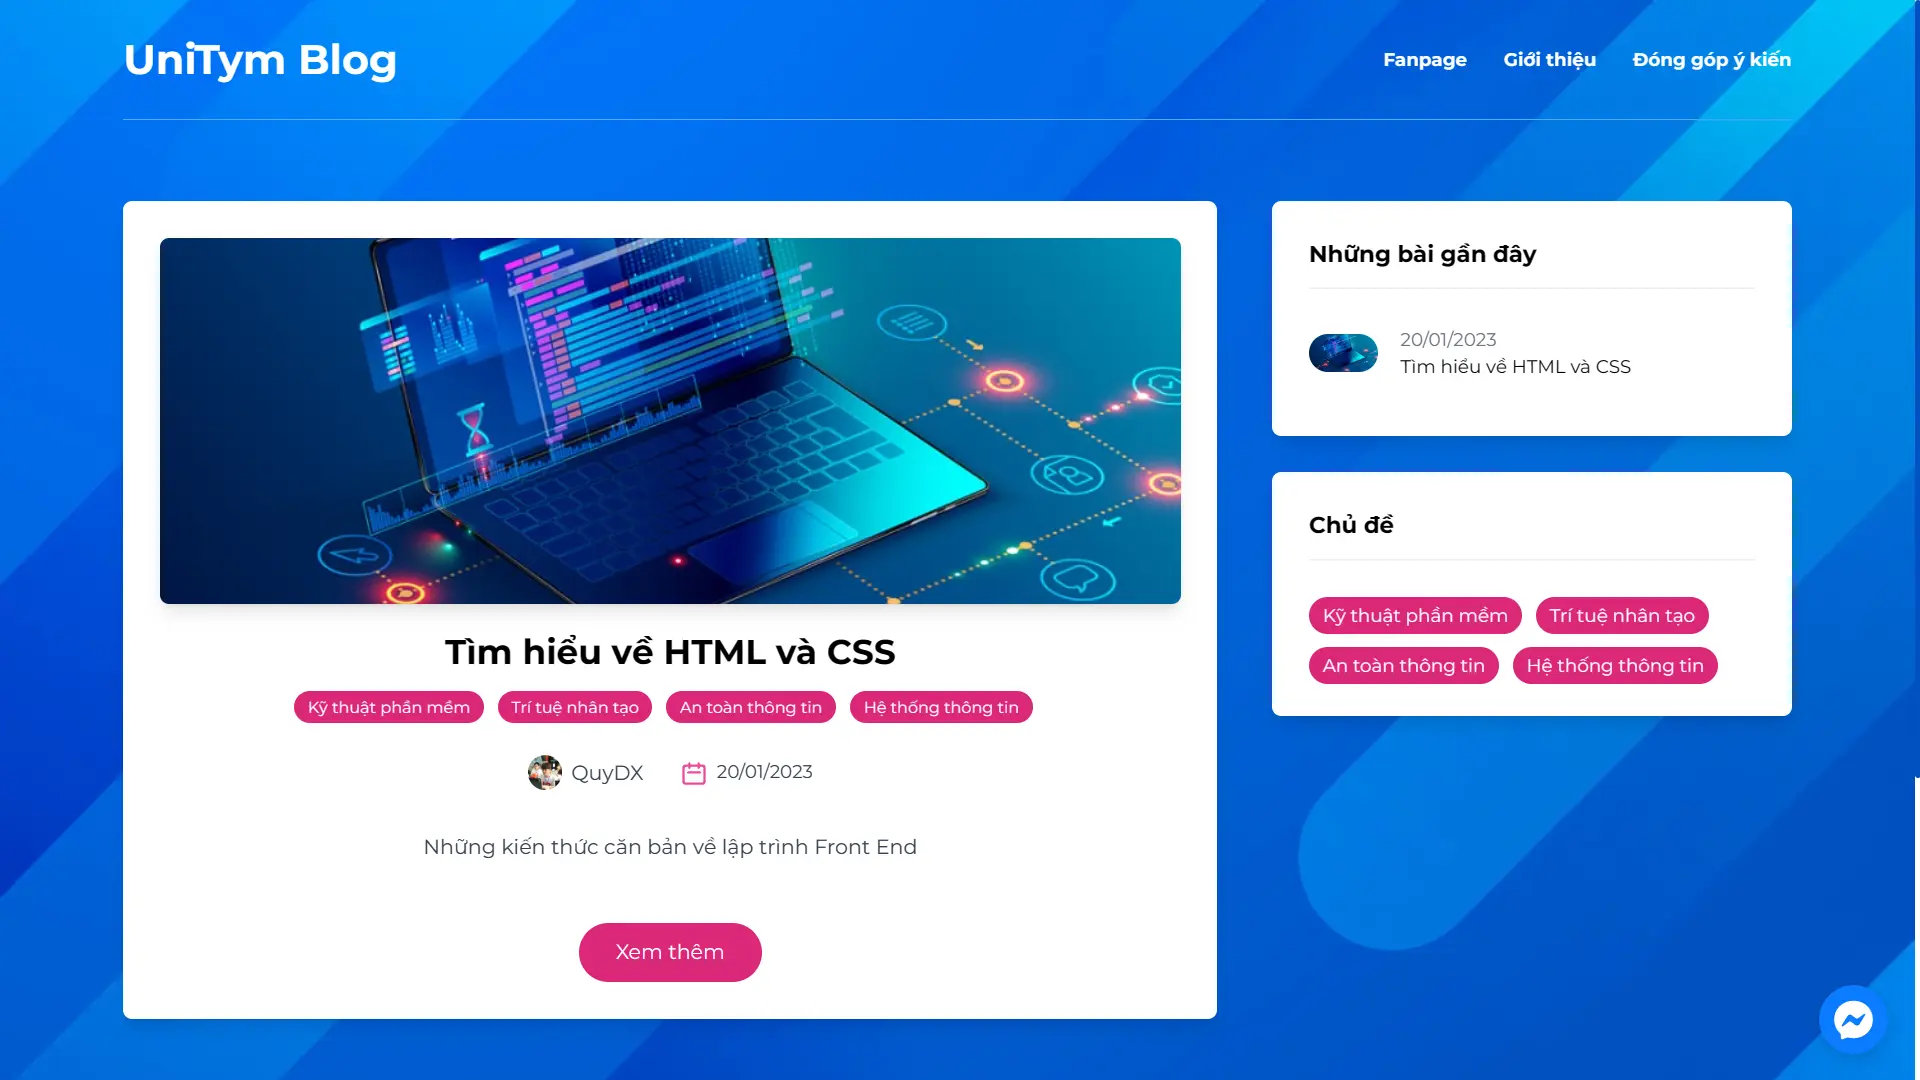 UniTym Blog
Fanpage
Giới thiệu
Đóng góp ý kiến
Tìm hiểu về HTML và CSS
Kỹ thuật phần mềm
Trí tuệ nhân tạo
An toàn thông tin
Hệ thống thông tin
QuyDX
20/01/2023
Những kiến thức căn bản về lập trình Front End
Xem thêm
Những bài gần đây
20/01/2023
Tìm hiểu về HTML và CSS
Chủ đề
Kỹ thuật phần mềm
Trí tuệ nhân tạo
An toàn thông tin
Hệ thống thông tin